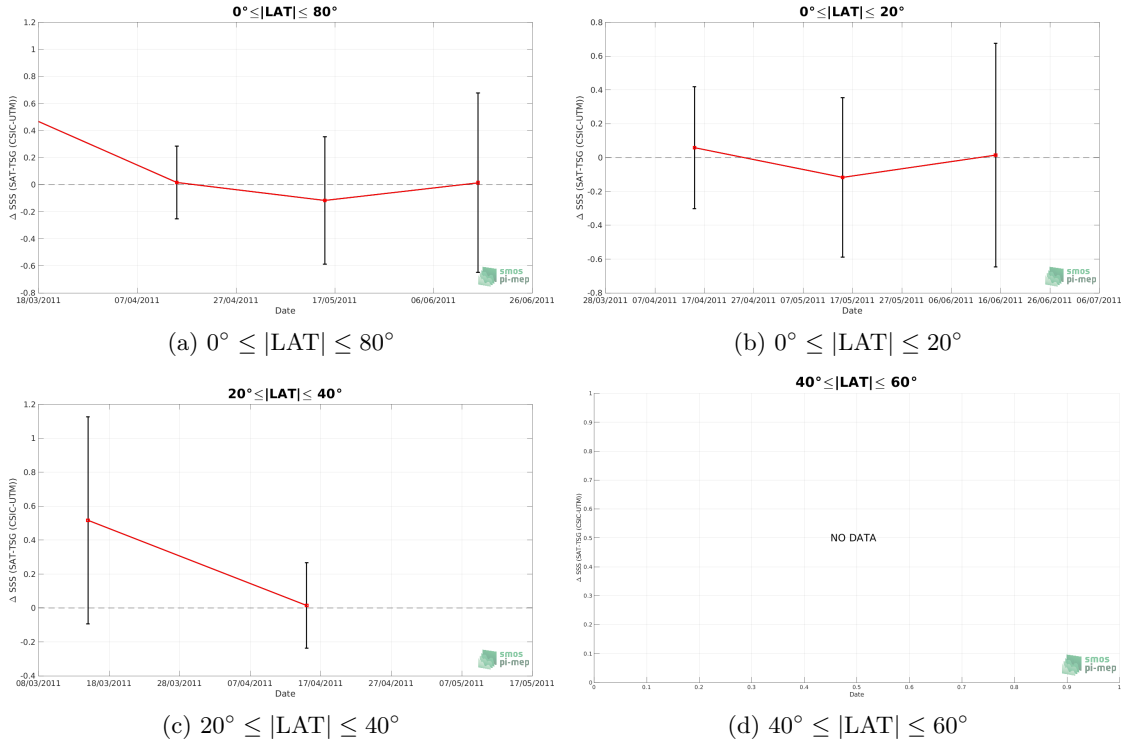 0°≤|LAT|≤ 80°
1.2
1
0.8
0.6
0.4
0.2
0
-0.2
-0.4
-0.6
-0.8
Δ SSS (SAT-TSG (CSIC-UTM))
18/03/2011 07/04/2011 27/04/2011 17/05/2011 06/06/2011 26/06/2011
Date
smos
pi-mep
(a) 0° ≤ |LAT| ≤ 80°
0°≤|LAT|≤ 20°
0.8
0.6
0.4
0.2
0
-0.2
-0.4
-0.6
-0.8
Δ SSS (SAT-TSG (CSIC-UTM))
28/03/2011 07/04/2011 17/04/2011 27/04/2011 07/05/2011 17/05/2011 27/05/2011 06/06/2011 16/06/2011 26/06/2011 06/07/2011
Date
smos
pi-mep
(b) 0° ≤ |LAT| ≤ 20°
20°≤|LAT|≤ 40°
1.2
1
0.8
0.6
0.4
0.2
0
-0.2
-0.4
Δ SSS (SAT-TSG (CSIC-UTM))
08/03/2011 18/03/2011 28/03/2011 07/04/2011 17/04/2011 27/04/2011 07/05/2011 17/05/2011
Date
smos
pi-mep
(c) 20° ≤ |LAT| ≤ 40°
40°≤|LAT|≤ 60°
1
0.9
0.8
0.7
0.6
0.5
0.4
0.3
0.2
0.1
0
Δ SSS (SAT-TSG (CSIC-UTM))
NO DATA
0 0.1 0.2 0.3 0.4 0.5 0.6 0.7 0.8 0.9 1
Date
smos
pi-mep
(d) 40° ≤ |LAT| ≤ 60°